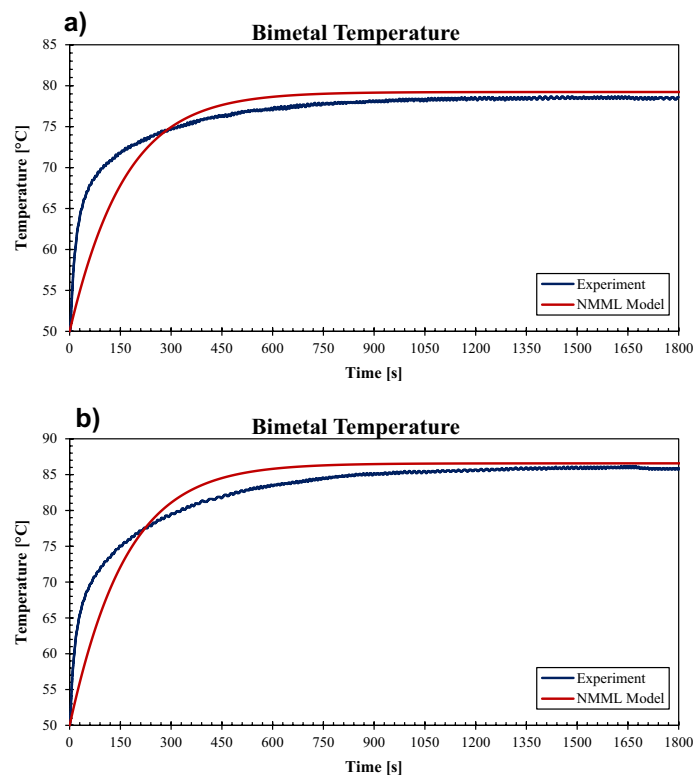 a)
Bimetal Temperature
85
80
75
70
65
60
55
50
Temperature [°C]
Experiment
NMML Model
0 150 300 450 600 750 900 1050 1200 1350 1500 1650 1800
Time [s]
b)
Bimetal Temperature
90
85
80
75
70
65
60
55
50
Temperature [°C]
Experiment
NMML Model
0 150 300 450 600 750 900 1050 1200 1350 1500 1650 1800
Time [s]